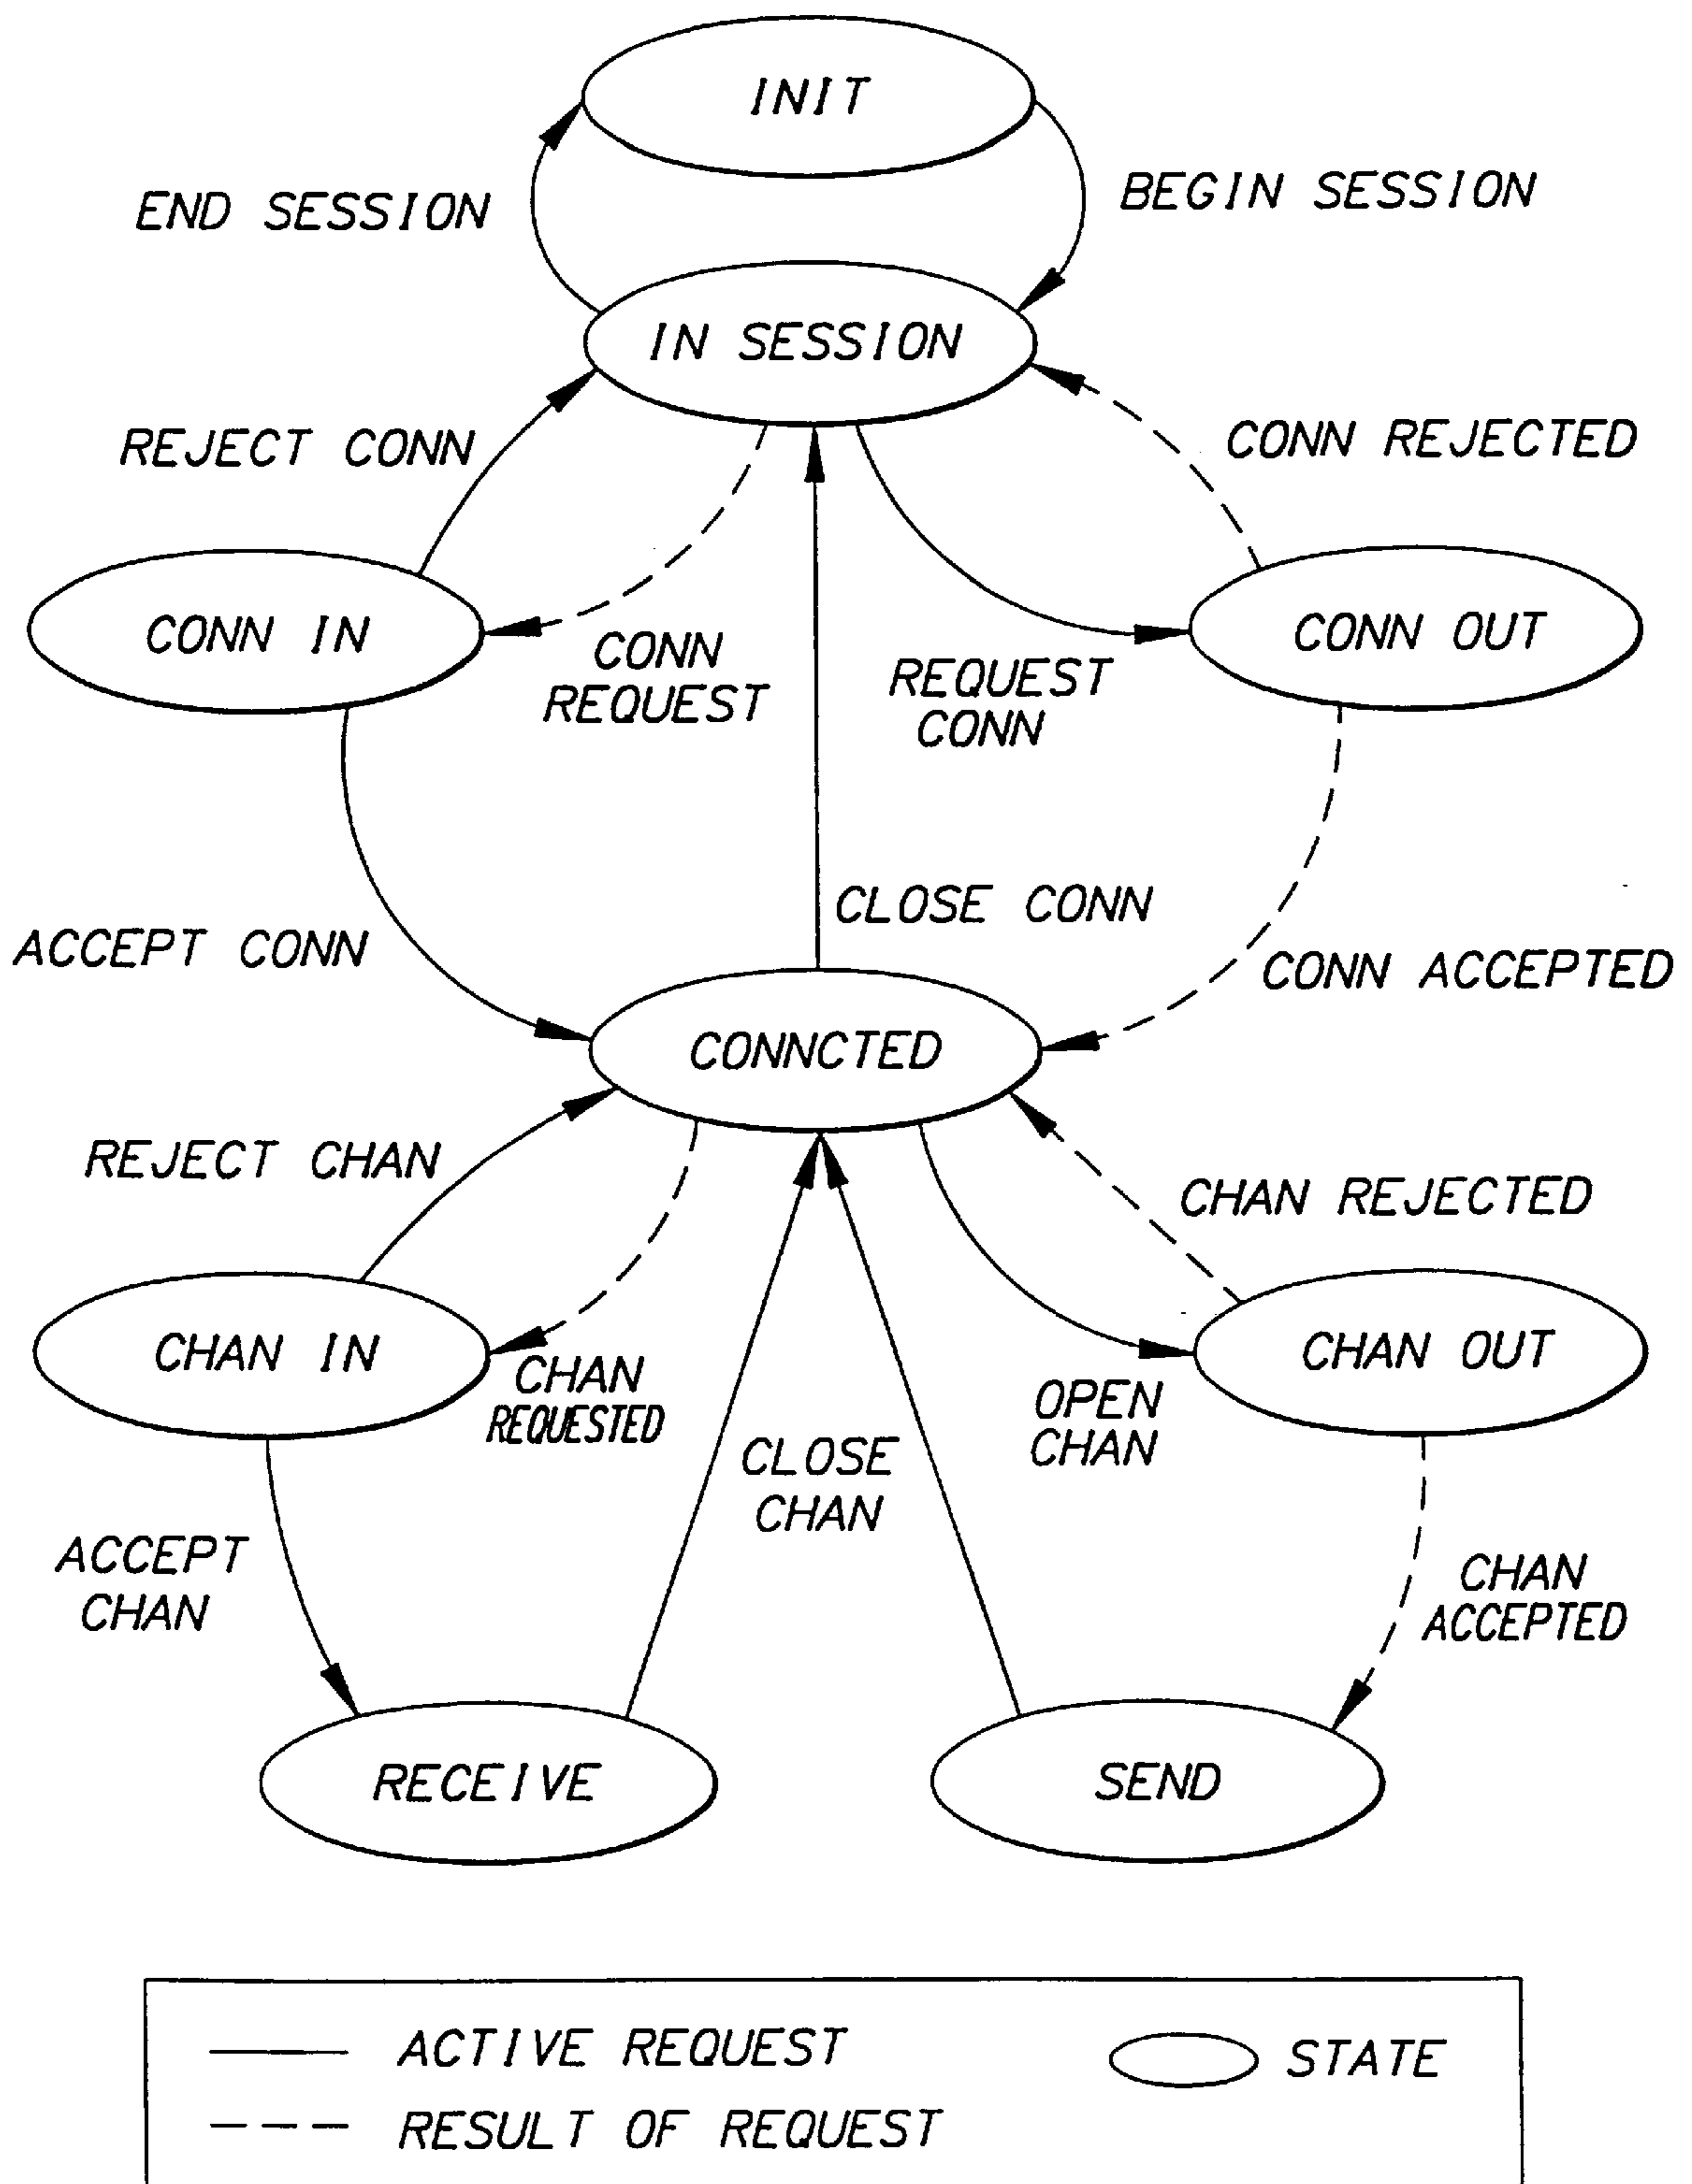 INIT
END SESSION
BEGIN SESSION
IN SESSION
REJECT CONN
CONN REJECTED
CONN IN
CONN
REQUEST
REQUEST
CONN
CONN OUT
ACCEPT CONN
CLOSE CONN
CONN ACCEPTED
CONNCTED
REJECT CHAN
CHAN REJECTED
CHAN IN
CHAN
REQUESTED
OPEN
CHAN
CHAN OUT
CLOSE
CHAN
ACCEPT
CHAN
CHAN
ACCEPTED
RECEIVE
SEND
ACTIVE REQUEST
STATE
RESULT OF REQUEST